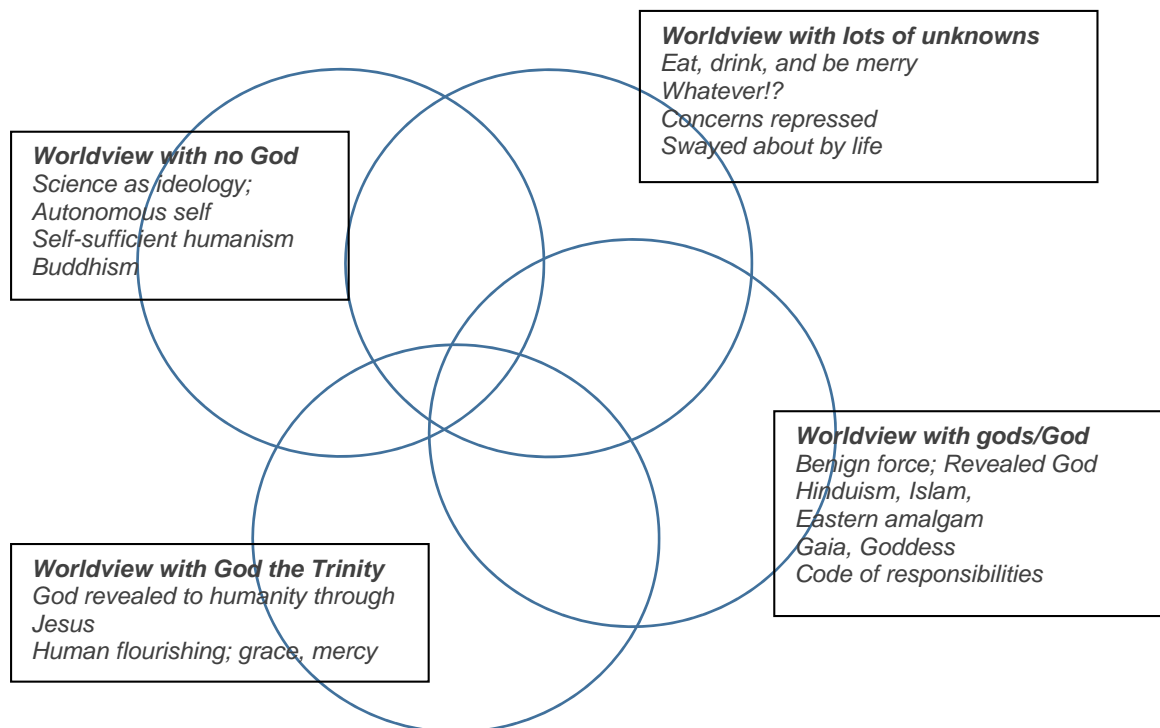 Worldview with lots of unknowns
Eat, drink, and be merry
Whatever!?
Concerns repressed
Swayed about by life
Worldview with no God
Science as ideology;
Autonomous self
Self-sufficient humanism
Buddhism
Worldview with gods/God
Benign force; Revealed God
Hinduism, Islam,
Eastern amalgam
Gaia, Goddess
Code of responsibilities
Worldview with God the Trinity
God revealed to humanity through
Jesus
Human flourishing; grace, mercy